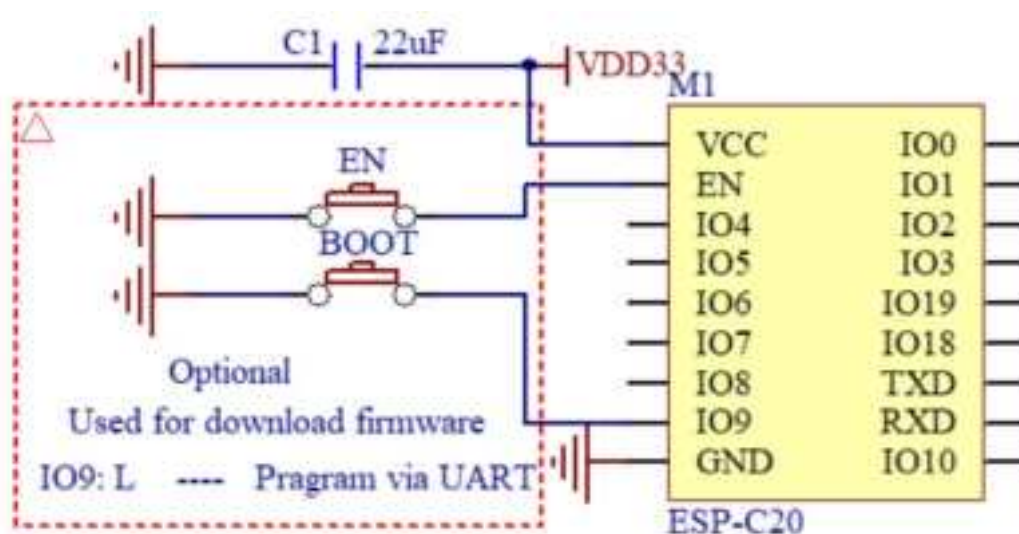 C1 22uF
VDD33
M1
EN
BOOT
Optional
Used for download firmware
IO9: L ---- Pragram via UART
VCC IO0
EN IO1
IO4 IO2
IO5 IO3
IO6 IO19
IO7 IO18
IO8 TXD
IO9 RXD
GND IO10
ESP-C20